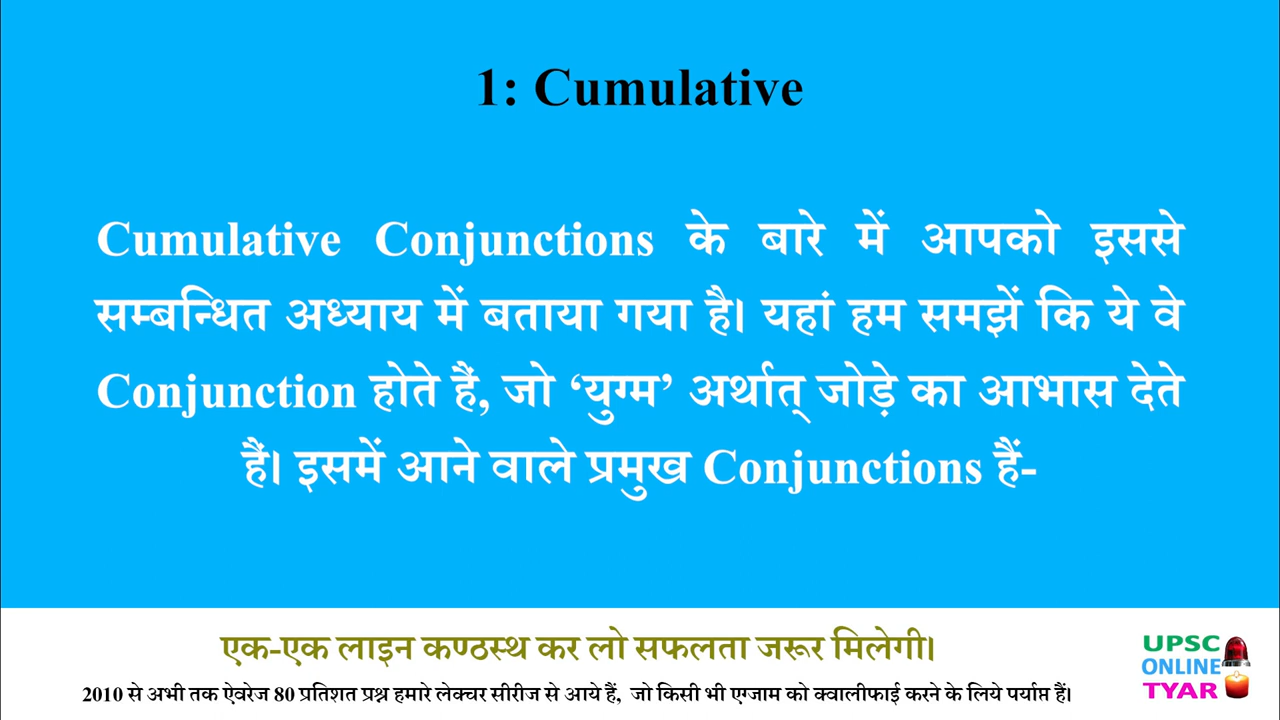 1: Cumulative
Cumulative Conjunctions के बारे में आपको इससे
सम्बन्धित अध्याय में बताया गया है। यहां हम समझें कि ये वे
Conjunction होते हैं, जो ‘युग्म’ अर्थात् जोड़े का आभास देते
हैं। इसमें आने वाले प्रमुख Conjunctions हैं-
एक-एक लाइन कण्ठस्थ कर लो सफलता जरूर मिलेगी।
2010 से अभी तक ऐवरेज 80 प्रतिशत प्रश्न हमारे लेक्चर सीरीज से आये हैं, जो किसी भी एग्जाम को क्वालीफाई करने के लिये पर्याप्त हैं।
UPSC
ONLINE
TYAR